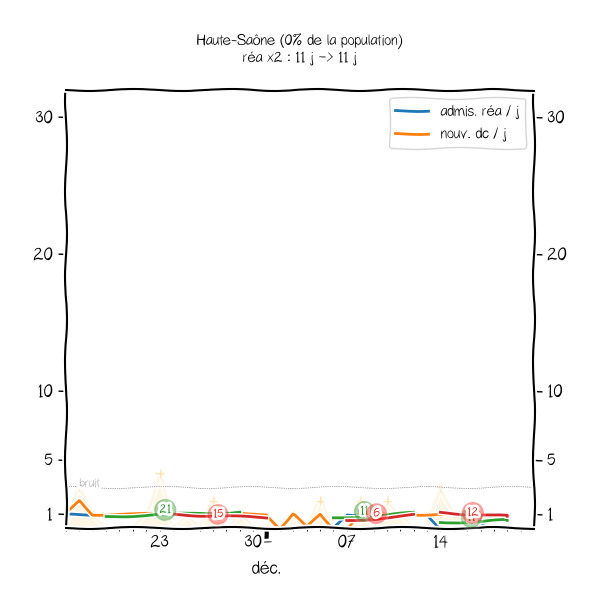 Haute-Saône (0% de la population)
réa x2 : 11 j -> 11 j
admis. réa / j
nouv. dc / j
30 30
20 20
10 10
5 5
bruit
1 21 15 11 6 12 1
23 30 07 14
déc.